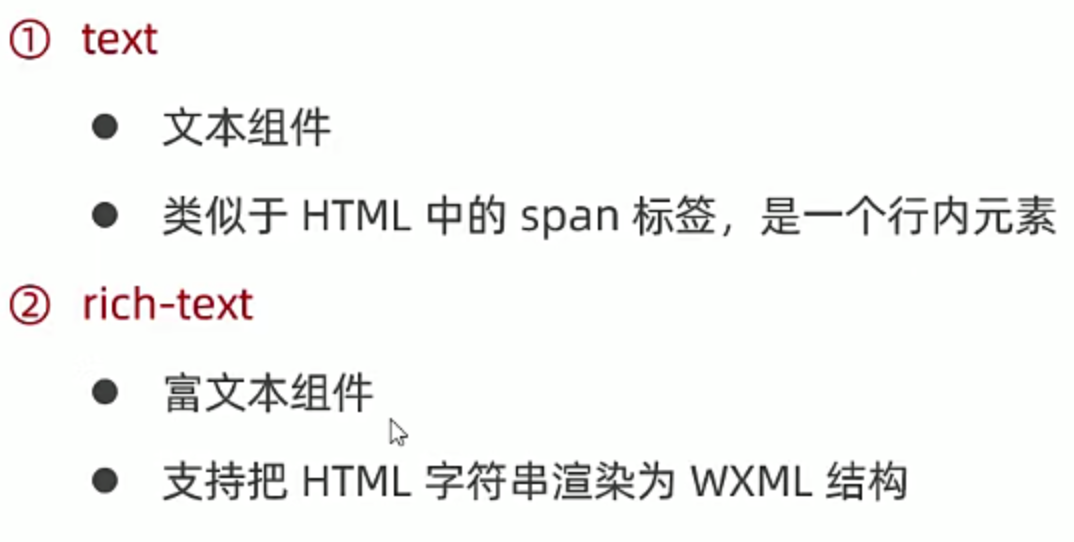 ① text
● 文本组件
● 类似于 HTML 中的 span 标签，是一个行内元素
② rich-text
● 富文本组件
● 支持把 HTML 字符串渲染为 WXML 结构